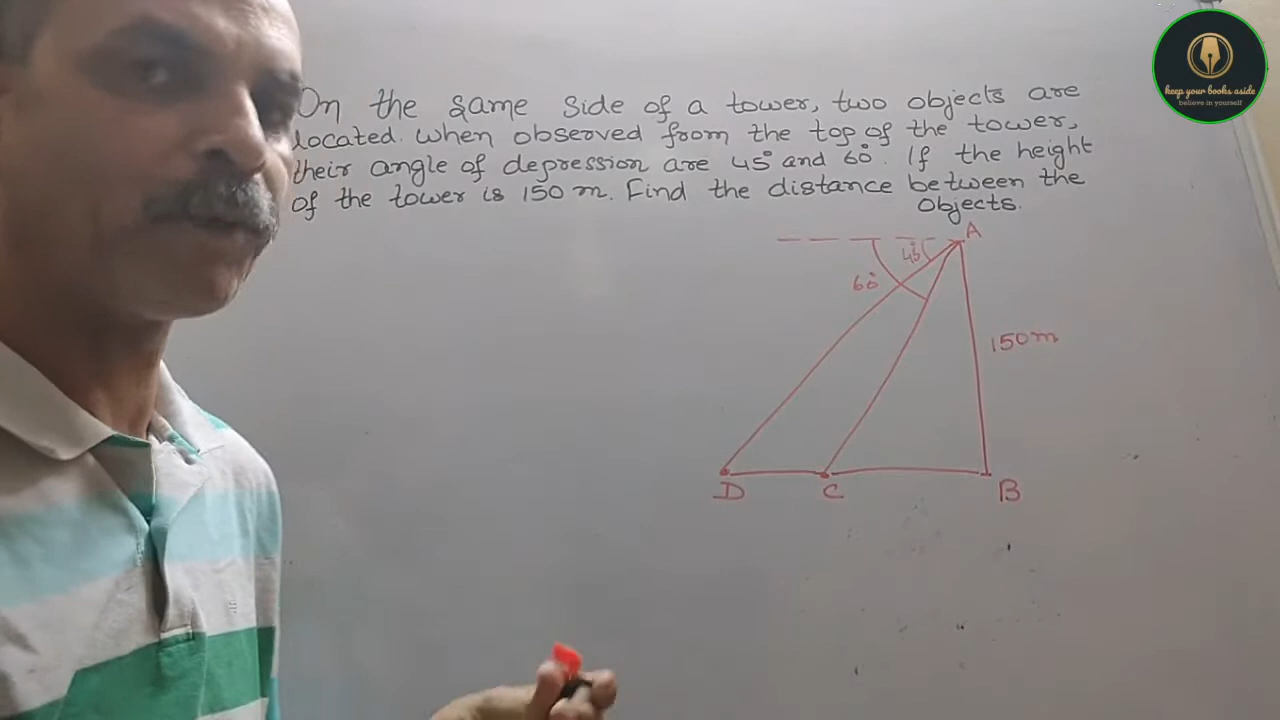 On the same side of a tower, two objects are
located. When observed from the top of the tower,
their angle of depression are 45° and 60°. If the height
of the tower is 150 m. Find the distance between the
objects.
A
45°
60°
150m
D
C
B
keep your books aside
believe in yourself